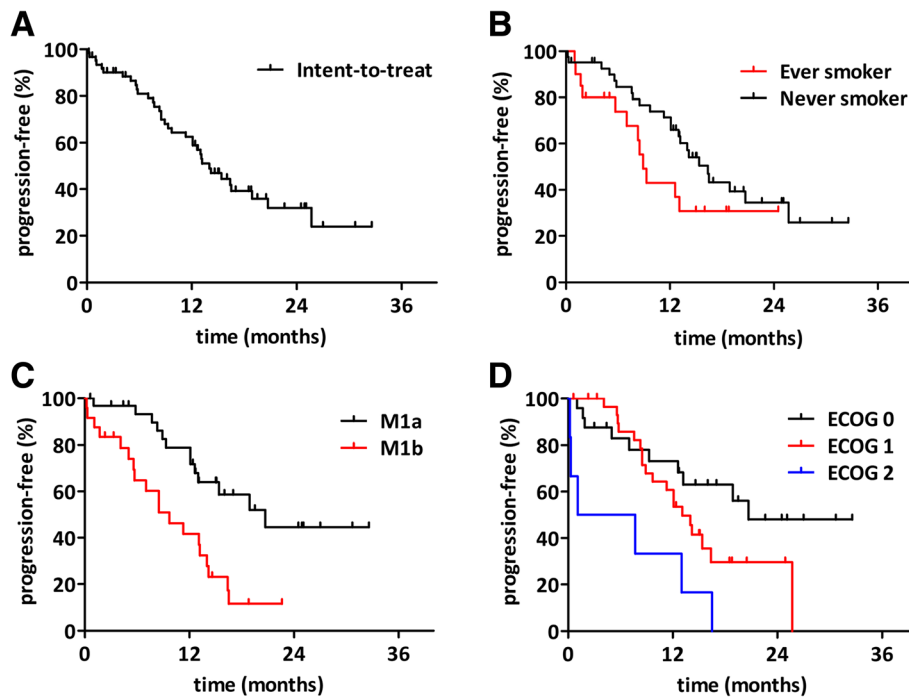 A
progression-free (%)
100
80
60
40
20
0
0 12 24 36
time (months)
Intent-to-treat
B
progression-free (%)
100
80
60
40
20
0
0 12 24 36
time (months)
Ever smoker
Never smoker
C
progression-free (%)
100
80
60
40
20
0
0 12 24 36
time (months)
M1a
M1b
D
progression-free (%)
100
80
60
40
20
0
0 12 24 36
time (months)
ECOG 0
ECOG 1
ECOG 2